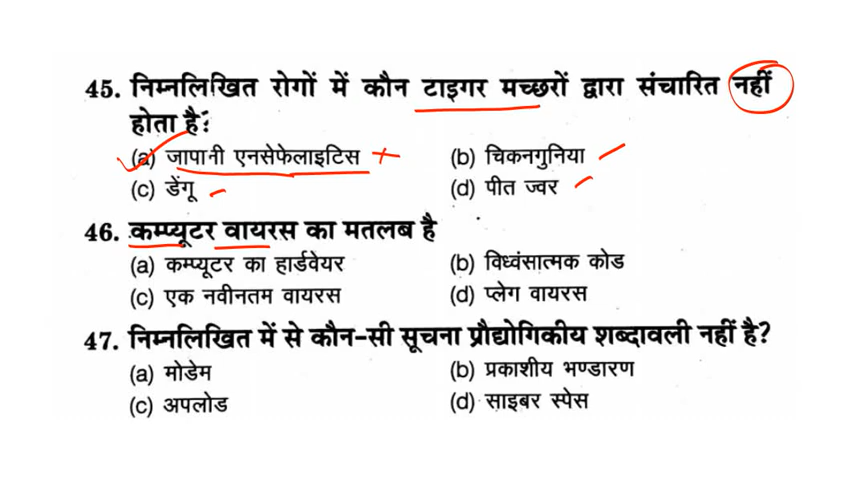 45. निम्नलिखित रोगों में कौन टाइगर मच्छरों द्वारा संचारित नहीं
होता है?
(a) जापानी एनसेफेलाइटिस (b) चिकनगुनिया
(c) डेंगू (d) पीत ज्वर
46. कम्प्यूटर वायरस का मतलब है
(a) कम्प्यूटर का हार्डवेयर (b) विध्वंसात्मक कोड
(c) एक नवीनतम वायरस (d) प्लेग वायरस
47. निम्नलिखित में से कौन-सी सूचना प्रौद्योगिकीय शब्दावली नहीं है?
(a) मोडेम (b) प्रकाशीय भण्डारण
(c) अपलोड (d) साइबर स्पेस